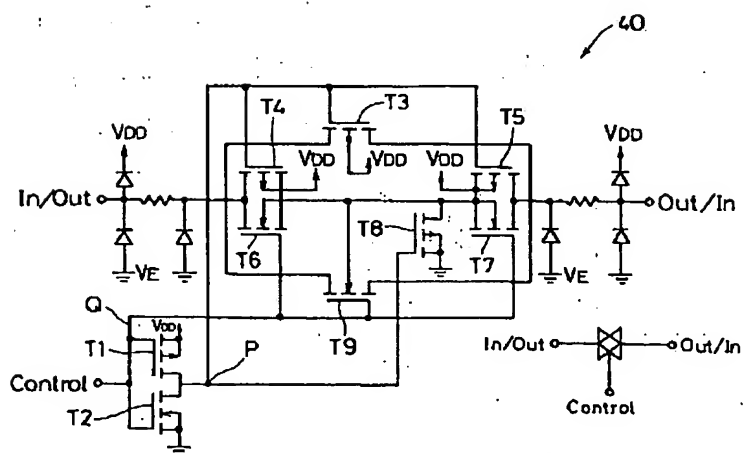 40
T3
T4
T5
VDD
VDD
VDD
VDD
VDD
In/Out
Out/In
T8
T6
T7
VE
VE
Q
VDD
T9
T1
P
In/Out
Out/In
Control
T2
Control